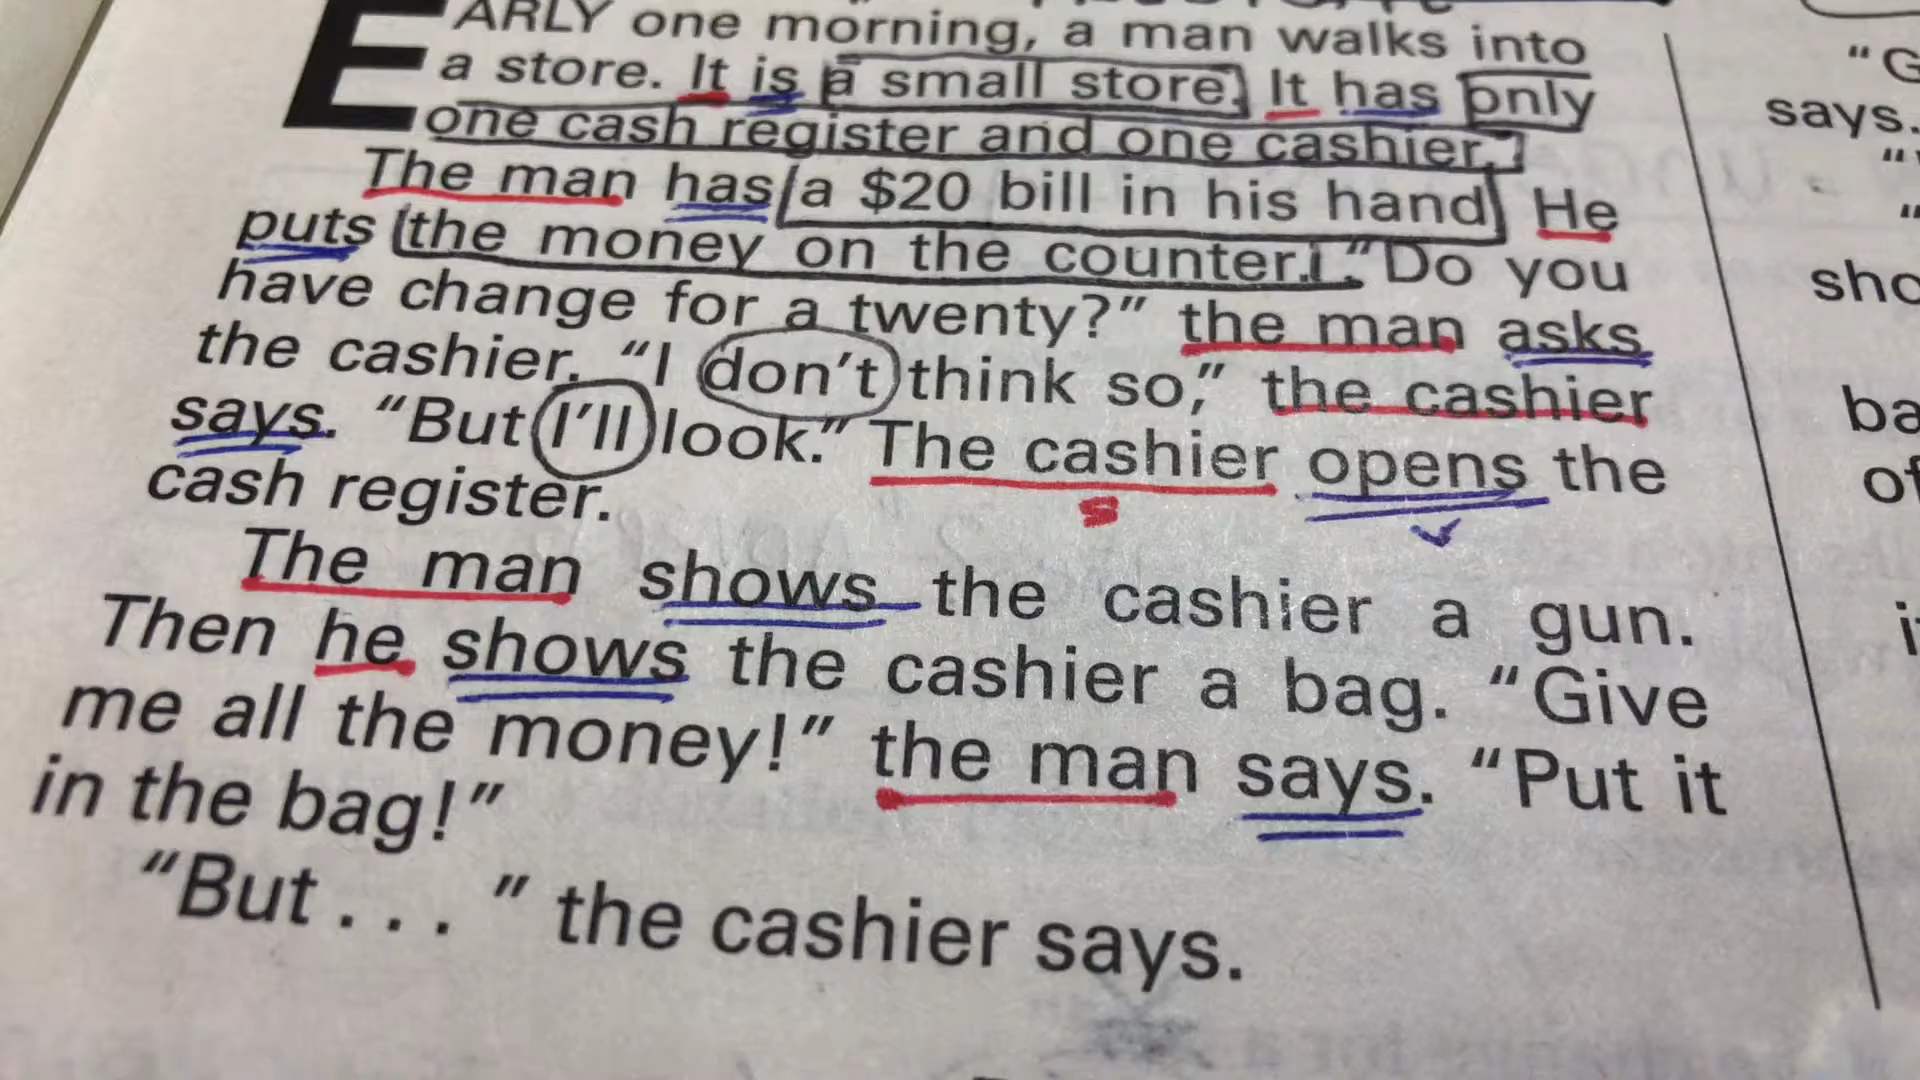 EARLY one morning, a man walks into
a store. It is a small store. It has only
one cash register and one cashier.
The man has a $20 bill in his hand. He
puts the money on the counter. "Do you
have change for a twenty?" the man asks
the cashier. "I don't think so," the cashier
says. "But I'll look." The cashier opens the
cash register.
s
v
The man shows the cashier a gun.
Then he shows the cashier a bag. "Give
me all the money!" the man says. "Put it
in the bag!"
"But . . . " the cashier says.
says.